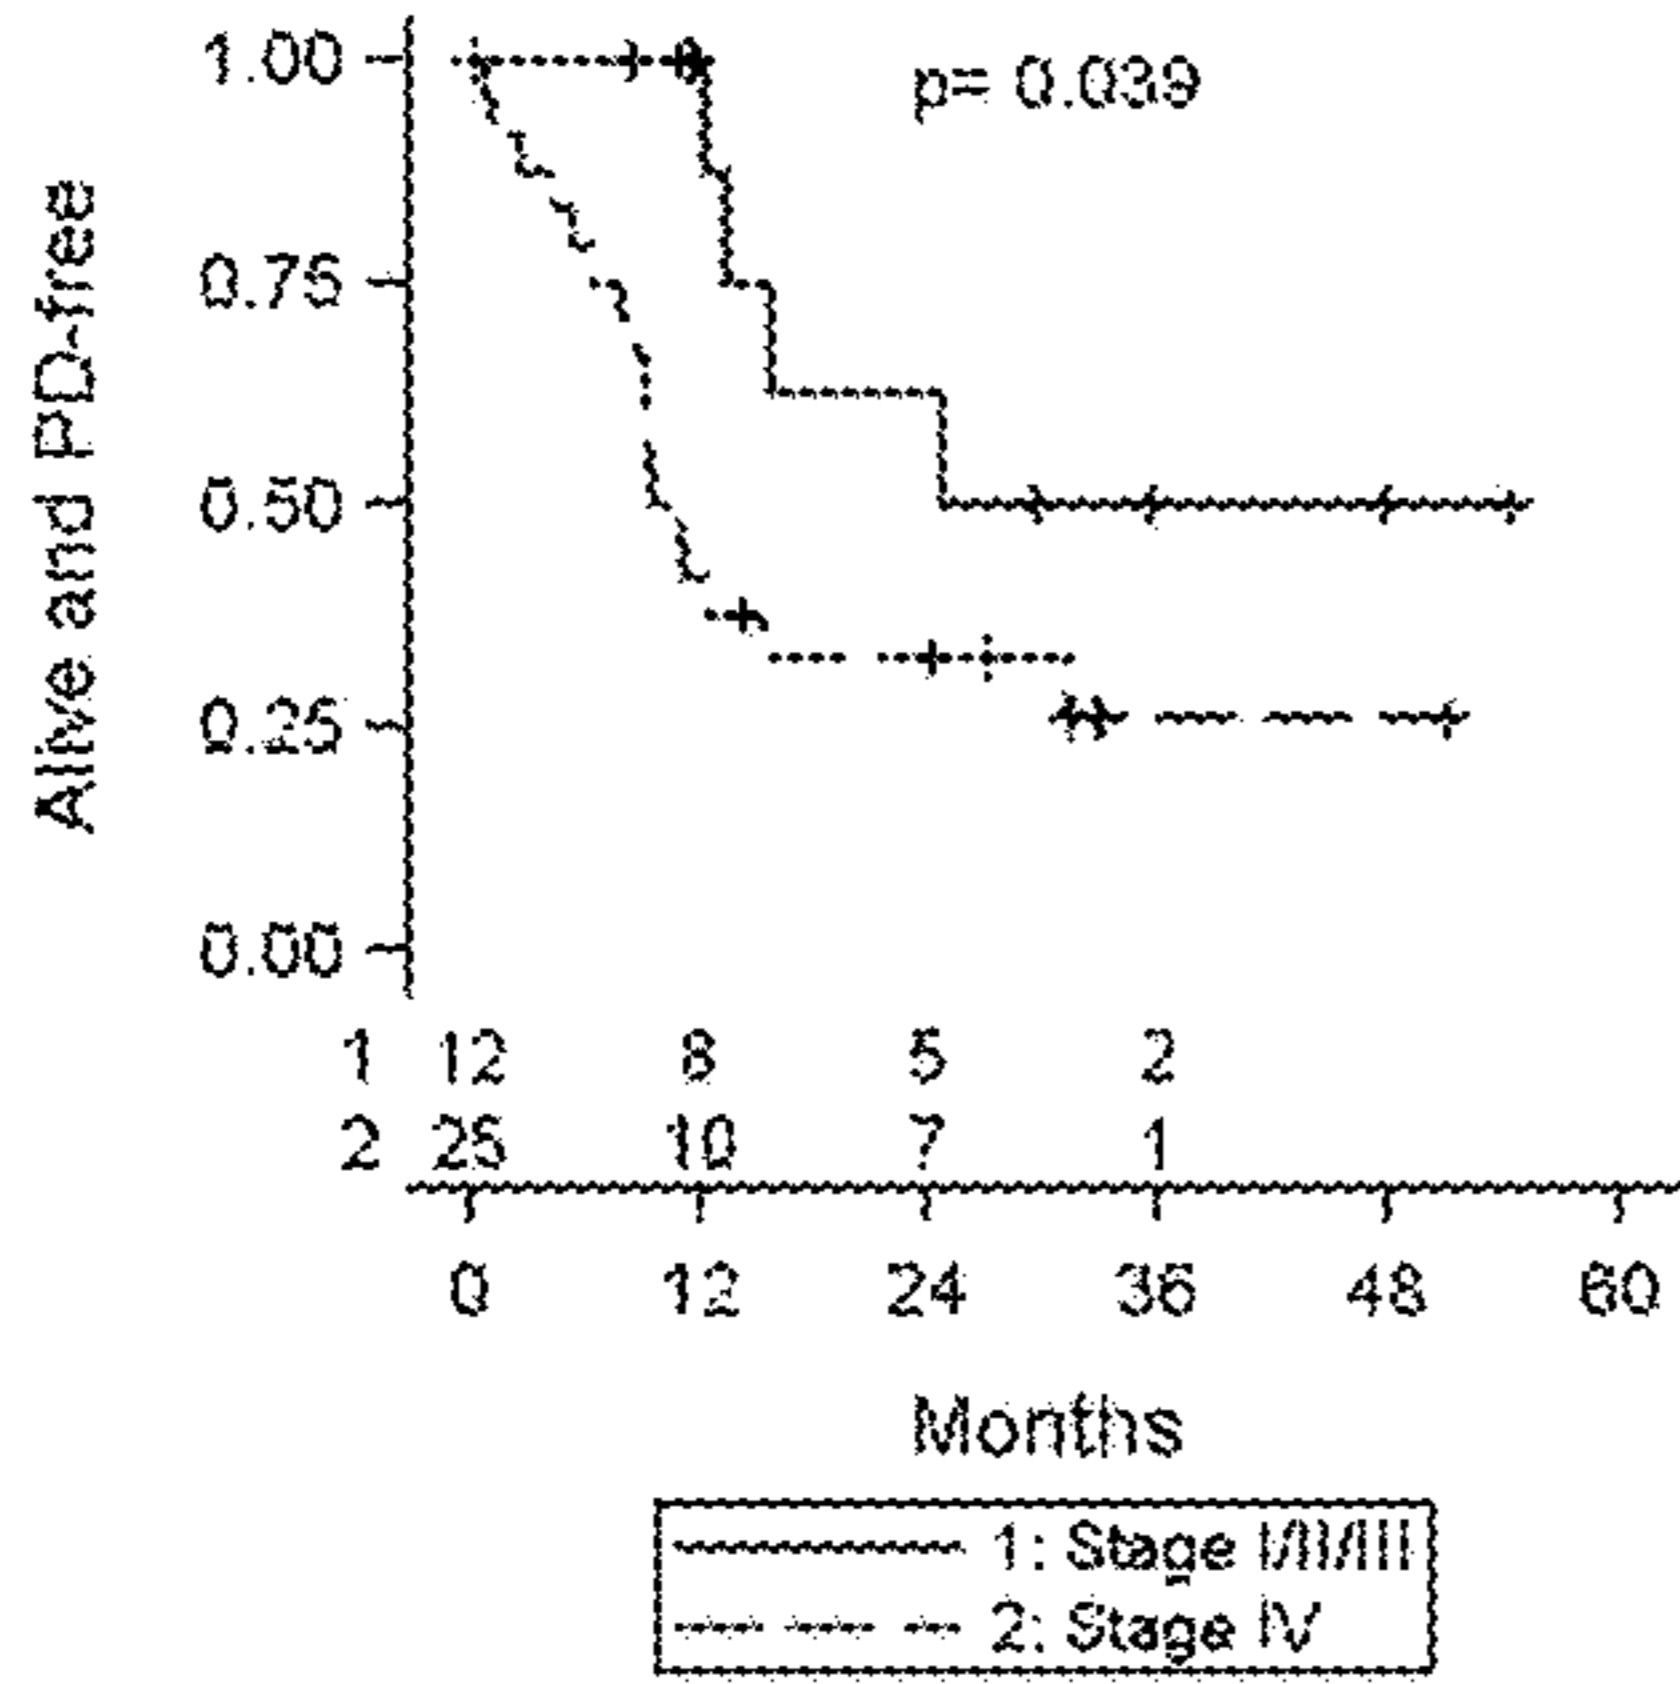 1.00
p= 0.039
0.75
0.50
0.25
0.00
Alive and PD-free
1 12 8 5 2
2 25 10 7 1
0 12 24 36 48 60
Months
1: Stage I/II/III
2: Stage IV